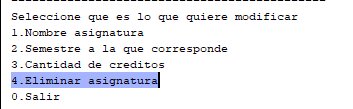 Seleccione que es lo que quiere modificar
1.Nombre asignatura
2.Semestre a la que corresponde
3.Cantidad de creditos
4.Eliminar asignatura
0.Salir